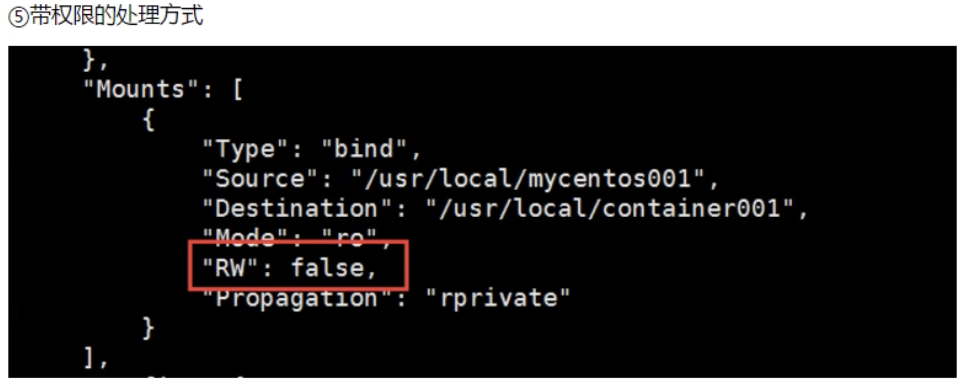 ⑤带权限的处理方式
},
"Mounts": [
{
"Type": "bind",
"Source": "/usr/local/mycentos001",
"Destination": "/usr/local/container001",
"Mode": "ro",
"RW": false,
"Propagation": "rprivate"
}
],